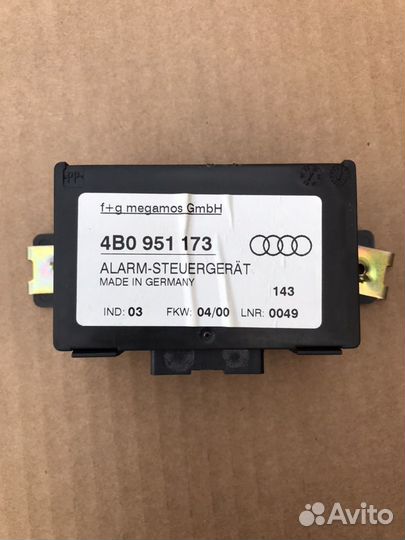 >PP<
f+g megamos GmbH
4B0 951 173
ALARM-STEUERGERÄT
MADE IN GERMANY
143
IND: 03 FKW: 04/00 LNR: 0049
Avito